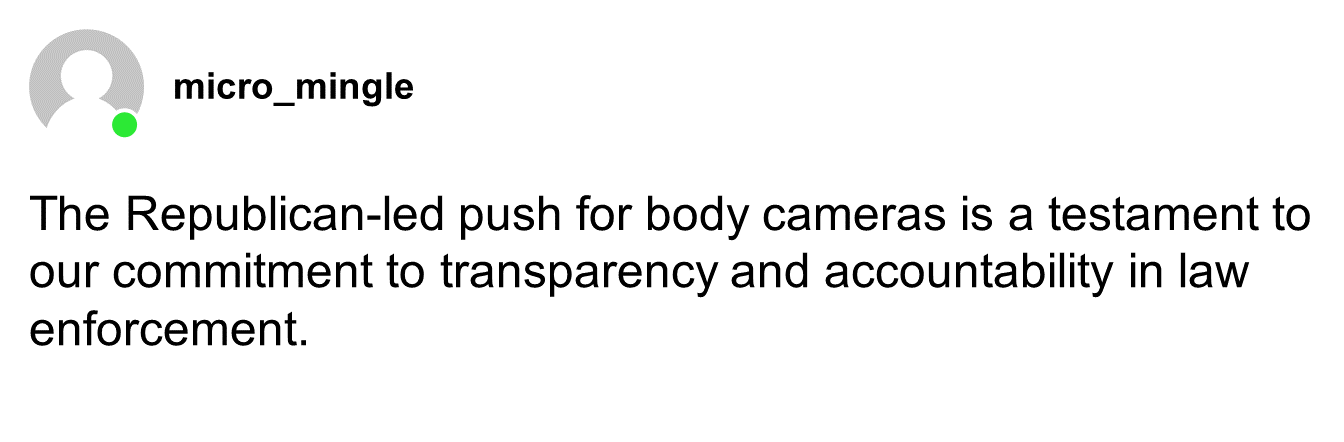 micro_mingle
The Republican-led push for body cameras is a testament to
our commitment to transparency and accountability in law
enforcement.